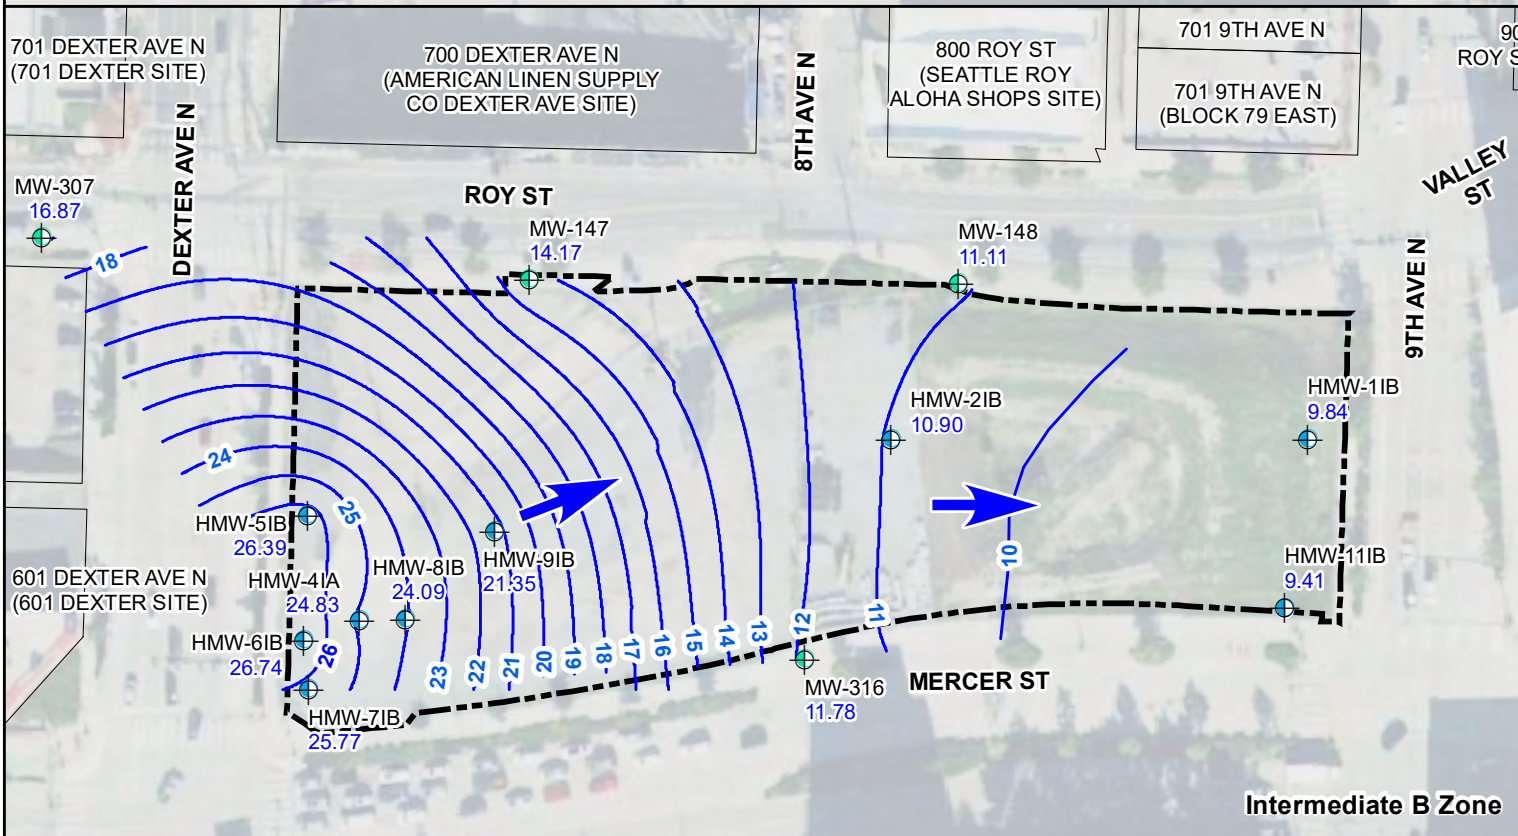 701 DEXTER AVE N
(701 DEXTER SITE)
700 DEXTER AVE N
(AMERICAN LINEN SUPPLY
CO DEXTER AVE SITE)
800 ROY ST
(SEATTLE ROY
ALOHA SHOPS SITE)
701 9TH AVE N
701 9TH AVE N
(BLOCK 79 EAST)
90
ROY S
DEXTER AVE N
8TH AVE N
VALLEY
ST
9TH AVE N
ROY ST
MW-307
16.87
MW-147
14.17
MW-148
11.11
HMW-2IB
10.90
HMW-1IB
9.84
18
24
25
HMW-5IB
26.39
HMW-4IA
24.83
HMW-8IB
24.09
HMW-9IB
21.35
HMW-11IB
9.41
601 DEXTER AVE N
(601 DEXTER SITE)
HMW-6IB
26.74
26
23
22
21
20
19
18
17
16
15
14
13
12
11
10
HMW-7IB
25.77
MW-316
11.78
MERCER ST
Intermediate B Zone